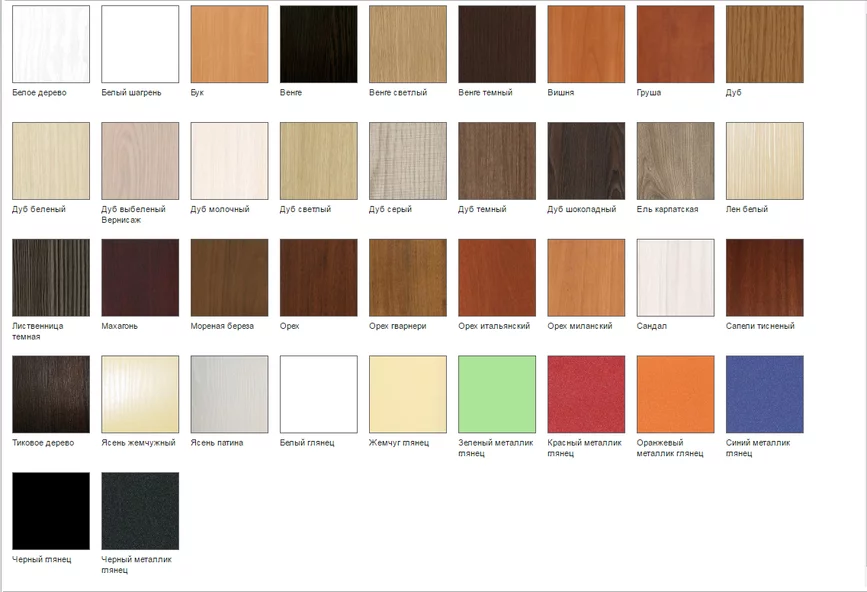 Белое дерево
Белый шагрень
Бук
Венге
Венге светлый
Венге темный
Вишня
Груша
Дуб
Дуб беленый
Дуб выбеленый
Вернисаж
Дуб молочный
Дуб светлый
Дуб серый
Дуб темный
Дуб шоколадный
Ель карпатская
Лен белый
Лиственница
темная
Махагонь
Мореная береза
Орех
Орех гварнери
Орех итальянский
Орех миланский
Сандал
Сапели тисненый
Тиковое дерево
Ясень жемчужный
Ясень патина
Белый глянец
Жемчуг глянец
Зеленый металлик
глянец
Красный металлик
глянец
Оранжевый
металлик глянец
Синий металлик
глянец
Черный глянец
Черный металлик
глянец